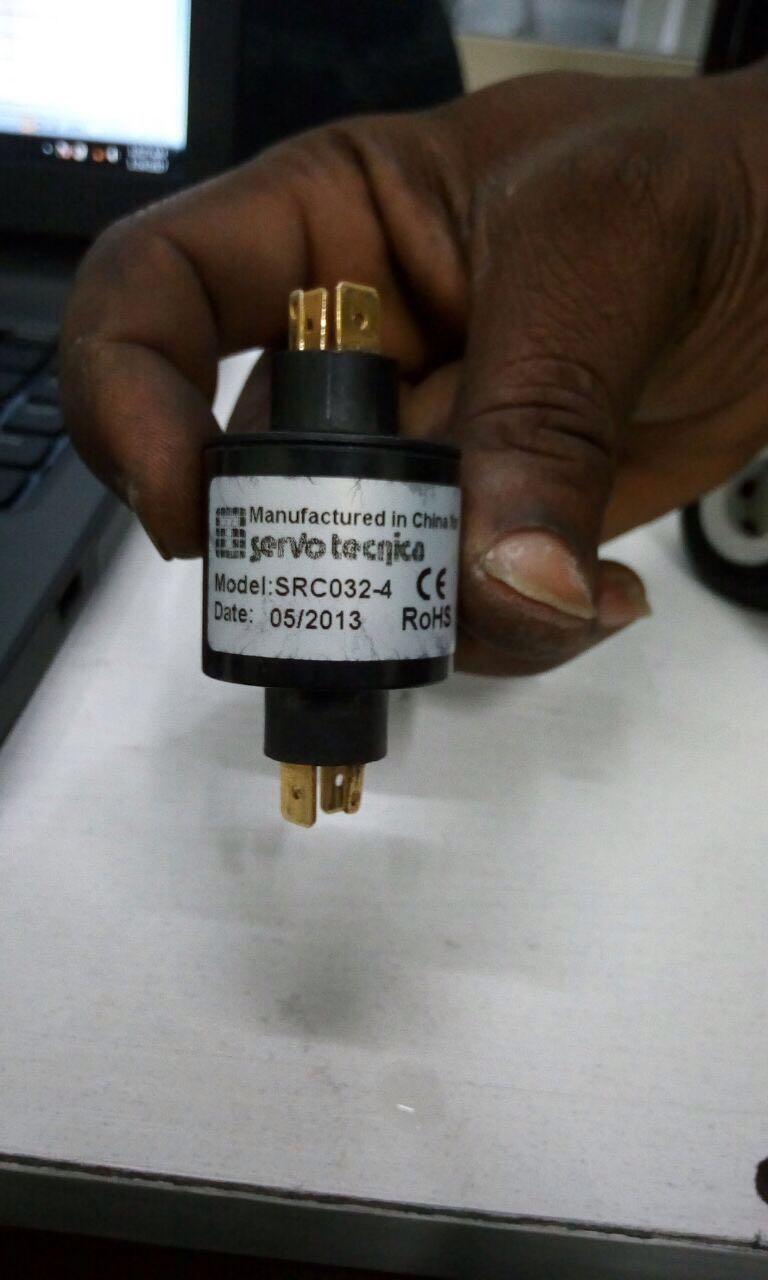 Manufactured in China for
servo tecnica
Model:SRC032-4 CE
Date: 05/2013 RoHS